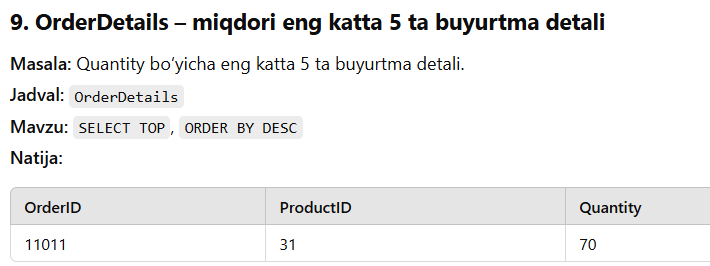 9. OrderDetails – miqdori eng katta 5 ta buyurtma detali
Masala: Quantity bo‘yicha eng katta 5 ta buyurtma detali.
Jadval: OrderDetails
Mavzu: SELECT TOP, ORDER BY DESC
Natija:
OrderID ProductID Quantity
11011 31 70